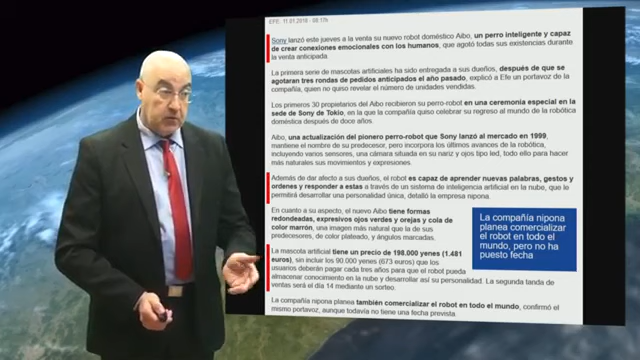 EFE. 11.01.2018 - 08.17h
Sony lanzó este jueves a la venta su nuevo robot doméstico Aibo, un perro inteligente y capaz
de crear conexiones emocionales con los humanos, que agotó todas sus existencias durante
la venta anticipada.
La primera serie de mascotas artificiales ha sido entregada a sus dueños, después de que se
agotaran tres rondas de pedidos anticipados el año pasado, explicó a Efe un portavoz de la
compañía, quien no quiso revelar el número de unidades vendidas.
Los primeros 30 propietarios del Aibo recibieron su perro-robot en una ceremonia especial en la
sede de Sony de Tokio, en la que la compañía quiso celebrar su regreso al mundo de la robótica
doméstica después de doce años.
Aibo, una actualización del pionero perro-robot que Sony lanzó al mercado en 1999,
mantiene el nombre de su predecesor, pero incorpora los últimos avances de la robótica,
incluyendo varios sensores, una cámara situada en su nariz y ojos tipo led, todo ello para hacer
más naturales sus movimientos y expresiones.
Además de dar afecto a sus dueños, el robot es capaz de aprender nuevas palabras, gestos y
ordenes y responder a estas a través de un sistema de inteligencia artificial en la nube, que le
permitirá desarrollar una personalidad única, detalló la empresa nipona.
En cuanto a su aspecto, el nuevo Aibo tiene formas
redondeadas, expresivos ojos verdes y orejas y cola de
color marrón, una imagen más natural que la de sus
predecesores, de color plateado, y ángulos marcadas.
La mascota artificial tiene un precio de 198.000 yenes (1.481
euros), sin incluir los 90.000 yenes (673 euros) que los
usuarios deberán pagar cada tres años para que el robot pueda
almacenar conocimiento en la nube y desarrollar así su personalidad. La segunda tanda de
ventas será el día 14 mediante un sorteo.
La compañía nipona planea también comercializar el robot en todo el mundo, confirmó el
mismo portavoz, aunque todavía no tiene una fecha prevista.
La compañía nipona
planea comercializar
el robot en todo el
mundo, pero no ha
puesto fecha